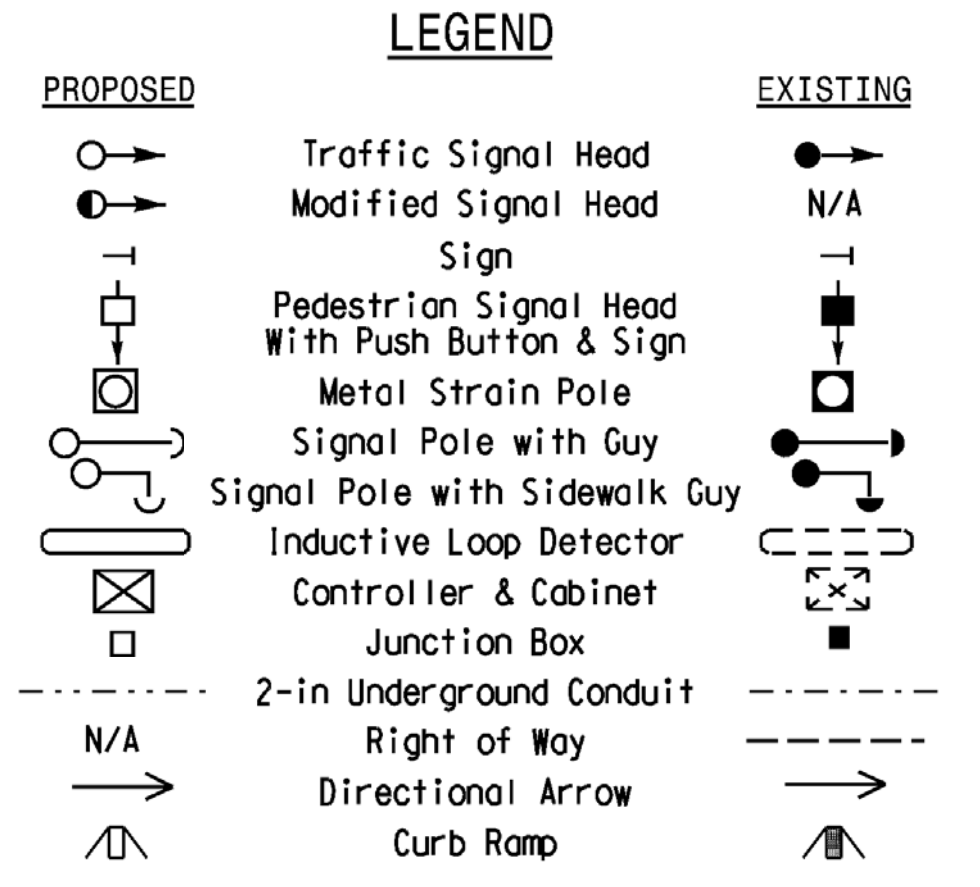 LEGEND
PROPOSED EXISTING
Traffic Signal Head
Modified Signal Head N/A
Sign
Pedestrian Signal Head
With Push Button & Sign
Metal Strain Pole
Signal Pole with Guy
Signal Pole with Sidewalk Guy
Inductive Loop Detector
Controller & Cabinet
Junction Box
2-in Underground Conduit
N/A Right of Way
Directional Arrow
Curb Ramp